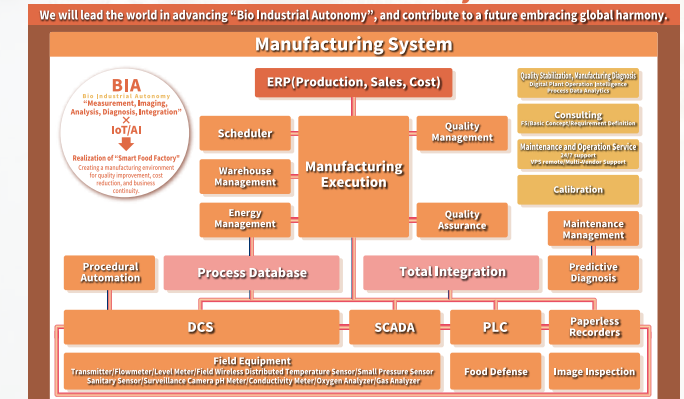 We will lead the world in advancing “Bio Industrial Autonomy”, and contribute to a future embracing global harmony.
Manufacturing System
BIA
Bio Industrial Autonomy
“Measurement, Imaging,
Analysis, Diagnosis, Integration”
×
IoT/AI
Realization of “Smart Food Factory”
Creating a manufacturing environment
for quality improvement, cost
reduction, and business
continuity.
ERP(Production, Sales, Cost)
Quality Stabilization, Manufacturing Diagnosis
Digital Plant Operation Intelligence
Process Data Analytics
Consulting
FS:Basic Concept/Requirement Definition
Maintenance and Operation Service
24/7 support
VPS remote/Multi-Vendor Support
Calibration
Scheduler
Manufacturing
Execution
Quality
Management
Warehouse
Management
Energy
Management
Quality
Assurance
Maintenance
Management
Procedural
Automation
Process Database
Total Integration
Predictive
Diagnosis
DCS
SCADA
PLC
Paperless
Recorders
Field Equipment
Transmitter/Flowmeter/Level Meter/Field Wireless Distributed Temperature Sensor/Small Pressure Sensor
Sanitary Sensor/Surveillance Camera pH Meter/Conductivity Meter/Oxygen Analyzer/Gas Analyzer
Food Defense
Image Inspection